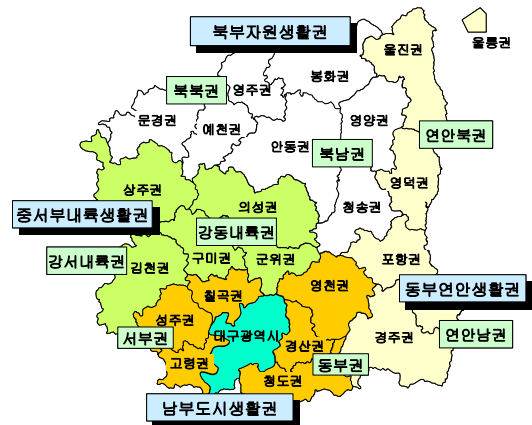 북부자원생활권
울진권
울릉권
봉화권
북북권
영주권
문경권
예천권
영양권
안동권
북남권
연안북권
상주권
영덕권
의성권
청송권
중서부내륙생활권
강동내륙권
강서내륙권
김천권
구미권
군위권
포항권
칠곡권
영천권
동부연안생활권
성주권
서부권
대구광역시
경산권
경주권
연안남권
고령권
동부권
청도권
남부도시생활권